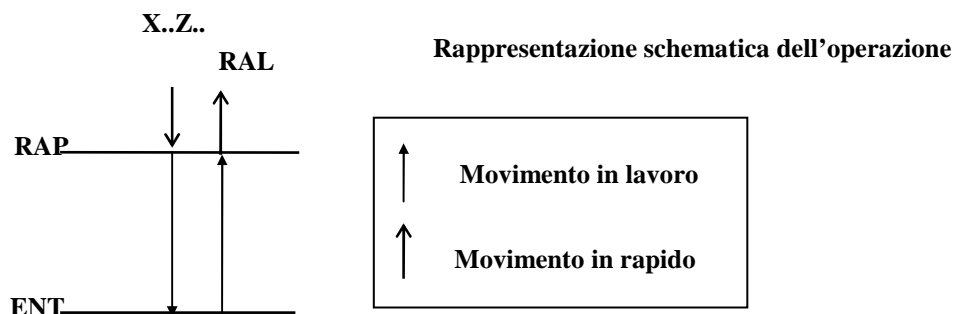 X..Z..
Rappresentazione schematica dell’operazione
RAL
RAP
Movimento in lavoro
Movimento in rapido
ENT